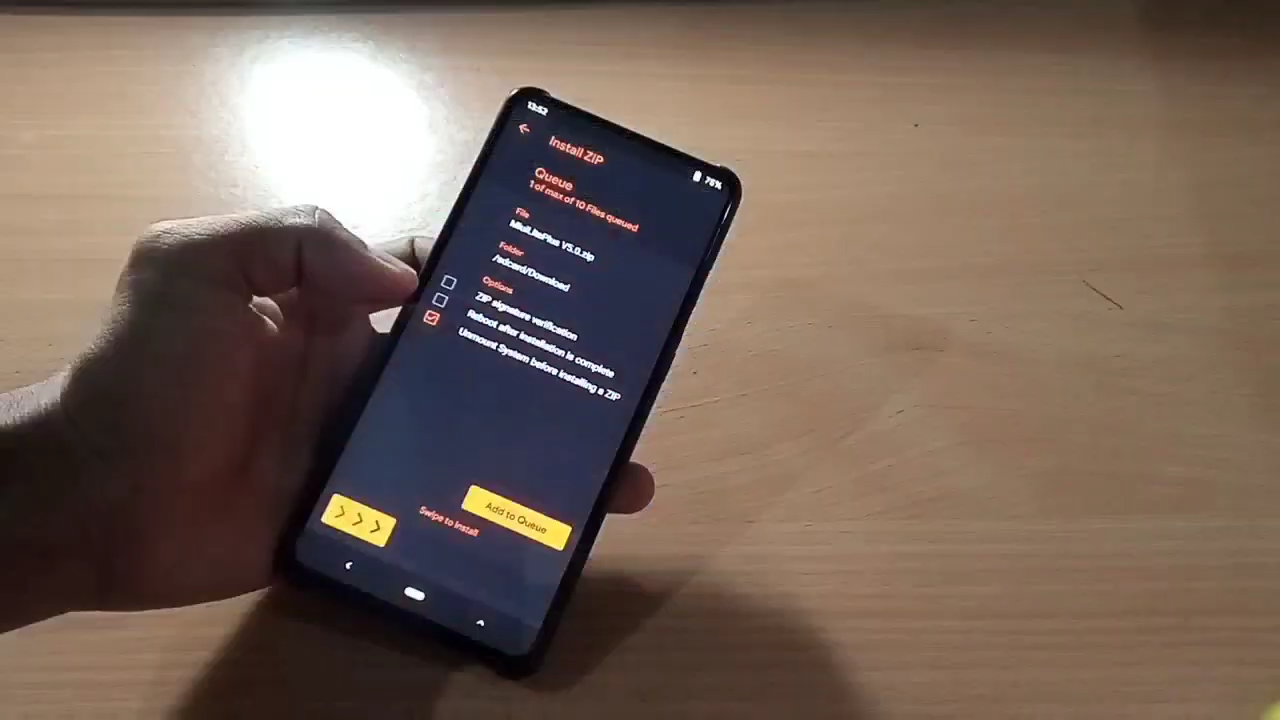 13:52
78%
Install ZIP
Queue
1 of max of 10 Files queued
File
MiuiLitePlus V5.0.zip
Folder
/sdcard/Download
Options
ZIP signature verification
Reboot after installation is complete
Unmount System before installing a ZIP
Add to Queue
Swipe to Install